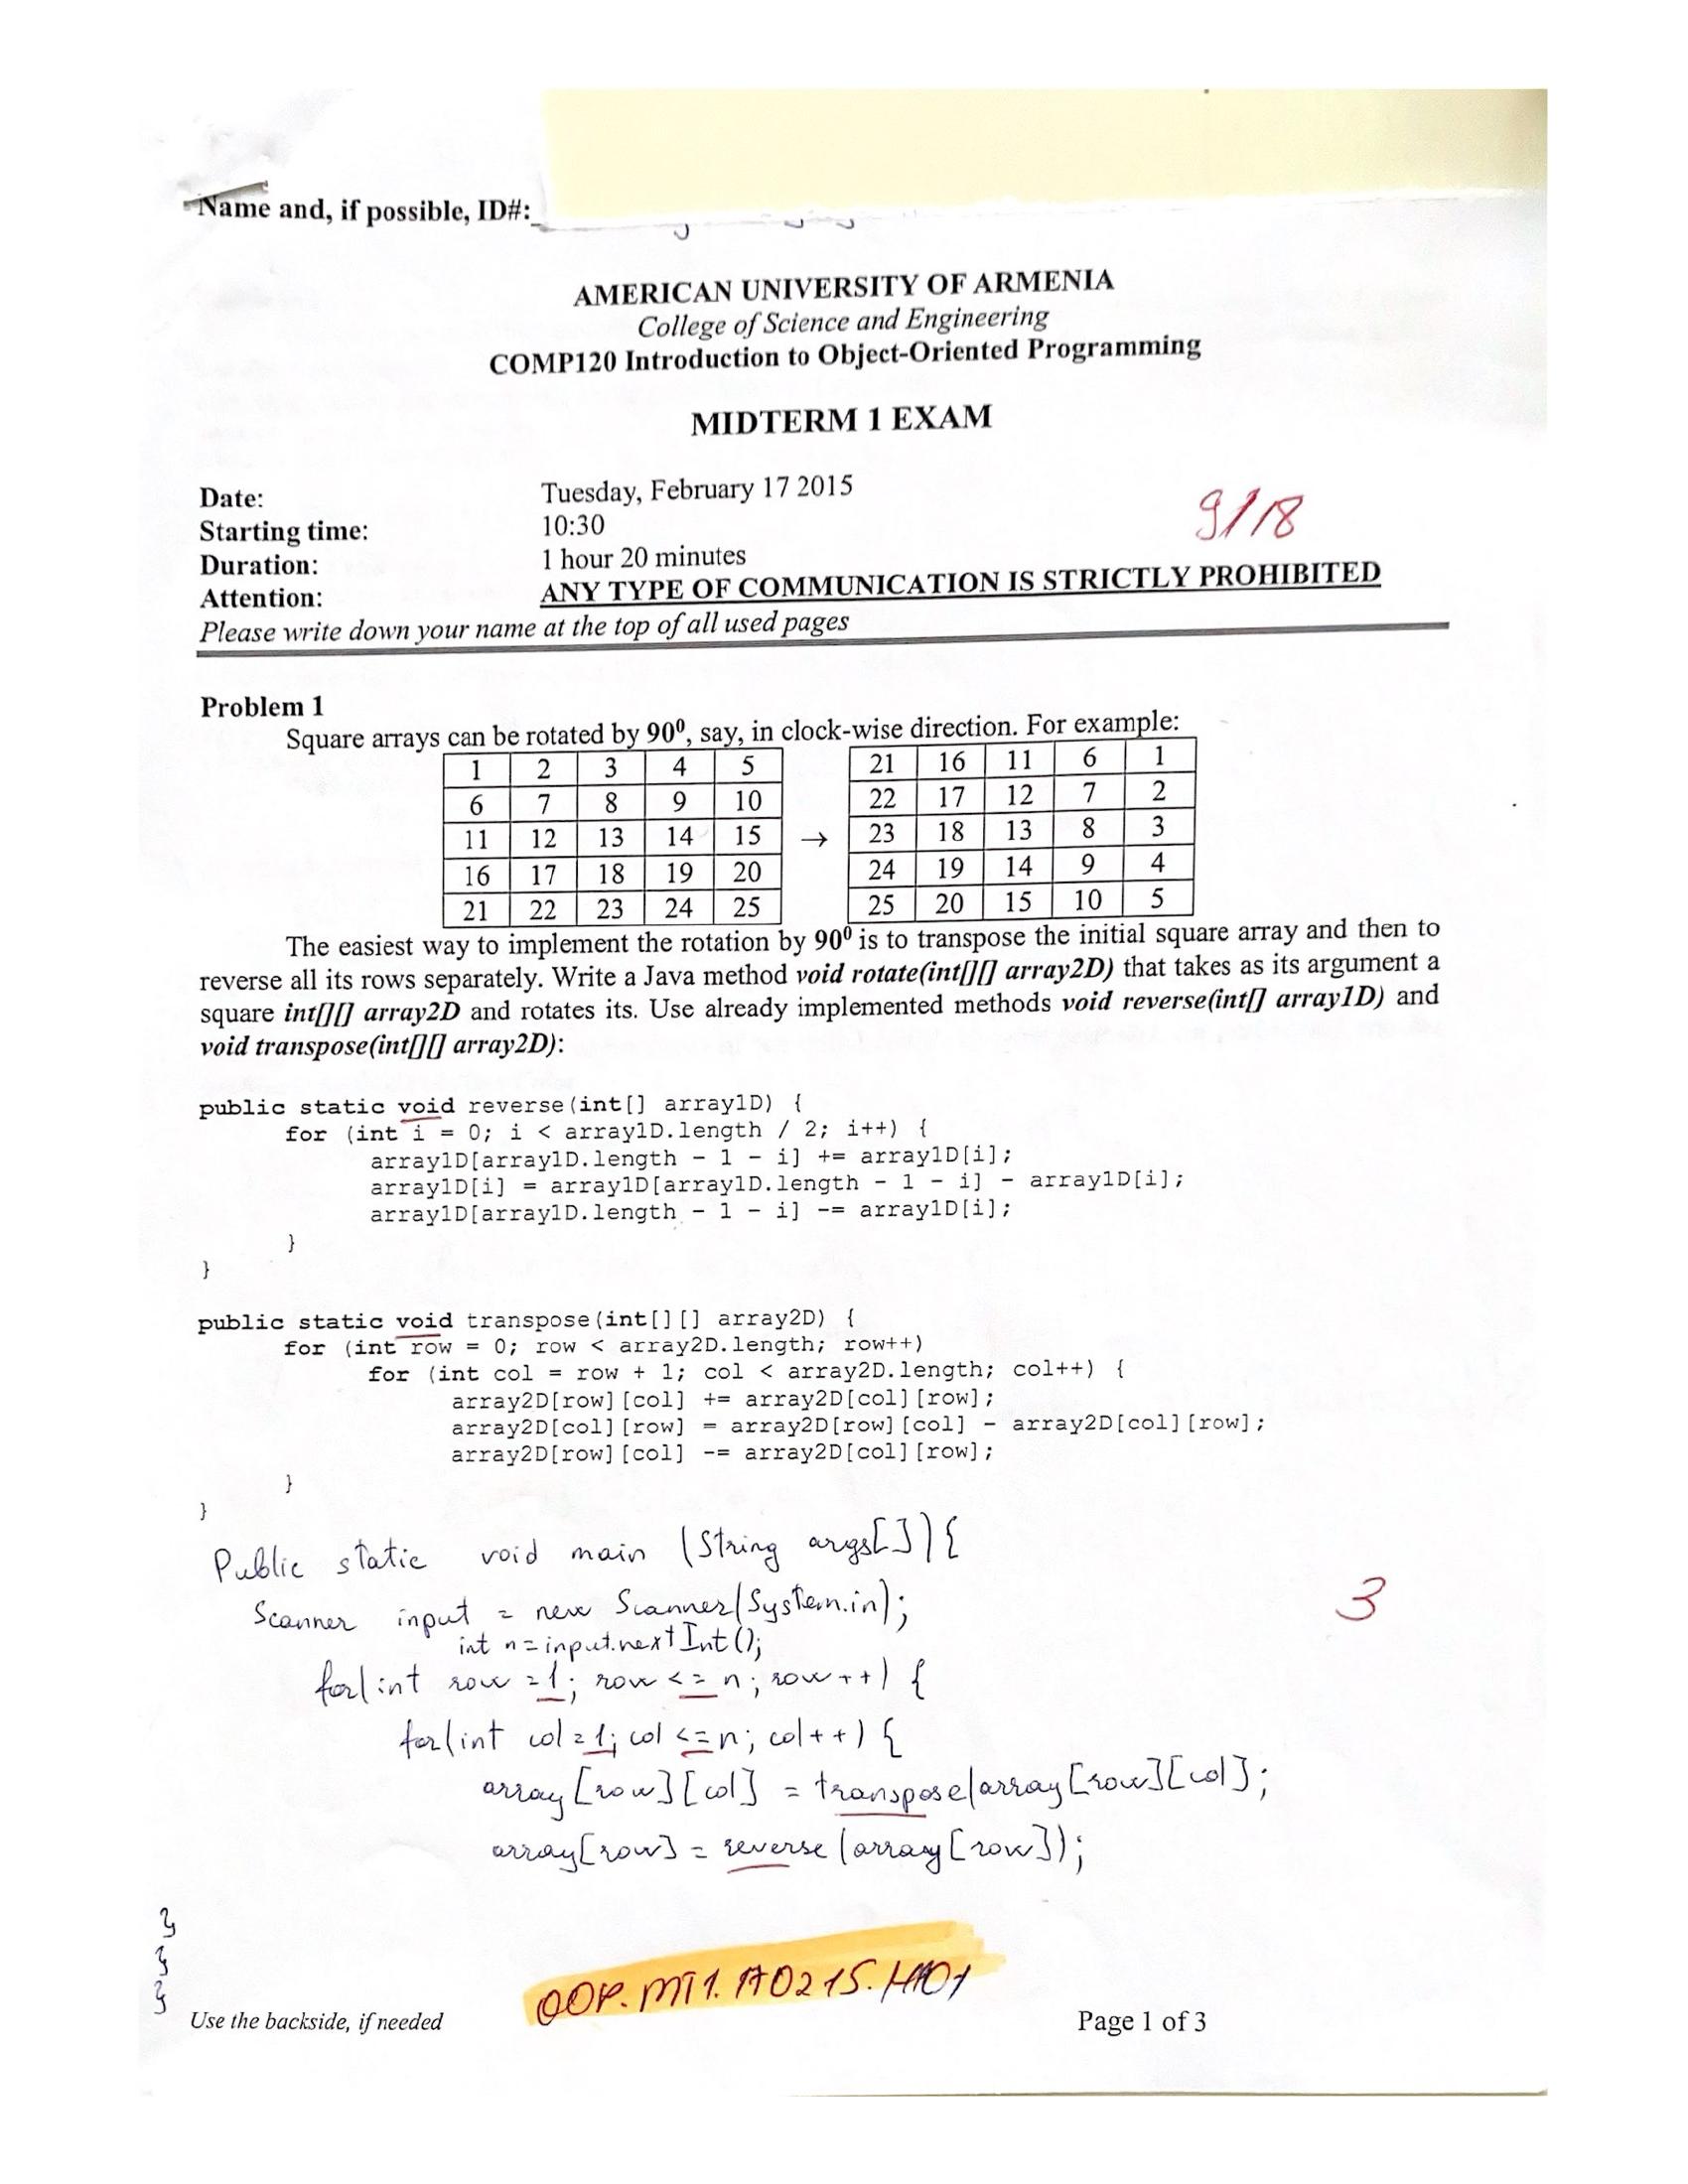 Name and, if possible, ID#:
AMERICAN UNIVERSITY OF ARMENIA
College of Science and Engineering
COMP120 Introduction to Object-Oriented Programming
MIDTERM 1 EXAM
Date: Tuesday, February 17 2015
Starting time: 10:30
9/18
Duration: 1 hour 20 minutes
Attention: ANY TYPE OF COMMUNICATION IS STRICTLY PROHIBITED
Please write down your name at the top of all used pages
Problem 1
Square arrays can be rotated by 90⁰, say, in clock-wise direction. For example:
1 2 3 4 5 21 16 11 6 1
6 7 8 9 10 22 17 12 7 2
11 12 13 14 15 → 23 18 13 8 3
16 17 18 19 20 24 19 14 9 4
21 22 23 24 25 25 20 15 10 5
The easiest way to implement the rotation by 90⁰ is to transpose the initial square array and then to
reverse all its rows separately. Write a Java method void rotate(int[][] array2D) that takes as its argument a
square int[][] array2D and rotates its. Use already implemented methods void reverse(int[] array1D) and
void transpose(int[][] array2D):
public static void reverse(int[] array1D) {
for (int i = 0; i < array1D.length / 2; i++) {
array1D[array1D.length - 1 - i] += array1D[i];
array1D[i] = array1D[array1D.length - 1 - i] - array1D[i];
array1D[array1D.length - 1 - i] -= array1D[i];
}
}
public static void transpose(int[][] array2D) {
for (int row = 0; row < array2D.length; row++)
for (int col = row + 1; col < array2D.length; col++) {
array2D[row][col] += array2D[col][row];
array2D[col][row] = array2D[row][col] - array2D[col][row];
array2D[row][col] -= array2D[col][row];
}
}
Public static void main (String args[]){
Scanner input = new Scanner(System.in);
3
int n=input.nextInt();
for(int row =1; row <= n; row++) {
for(int col=1; col <=n; col++) {
array[row][col] = transpose(array[row][col];
array[row] = reverse (array[row]);
}
}
}
OOP.MT1.170215.H101
Use the backside, if needed
Page 1 of 3